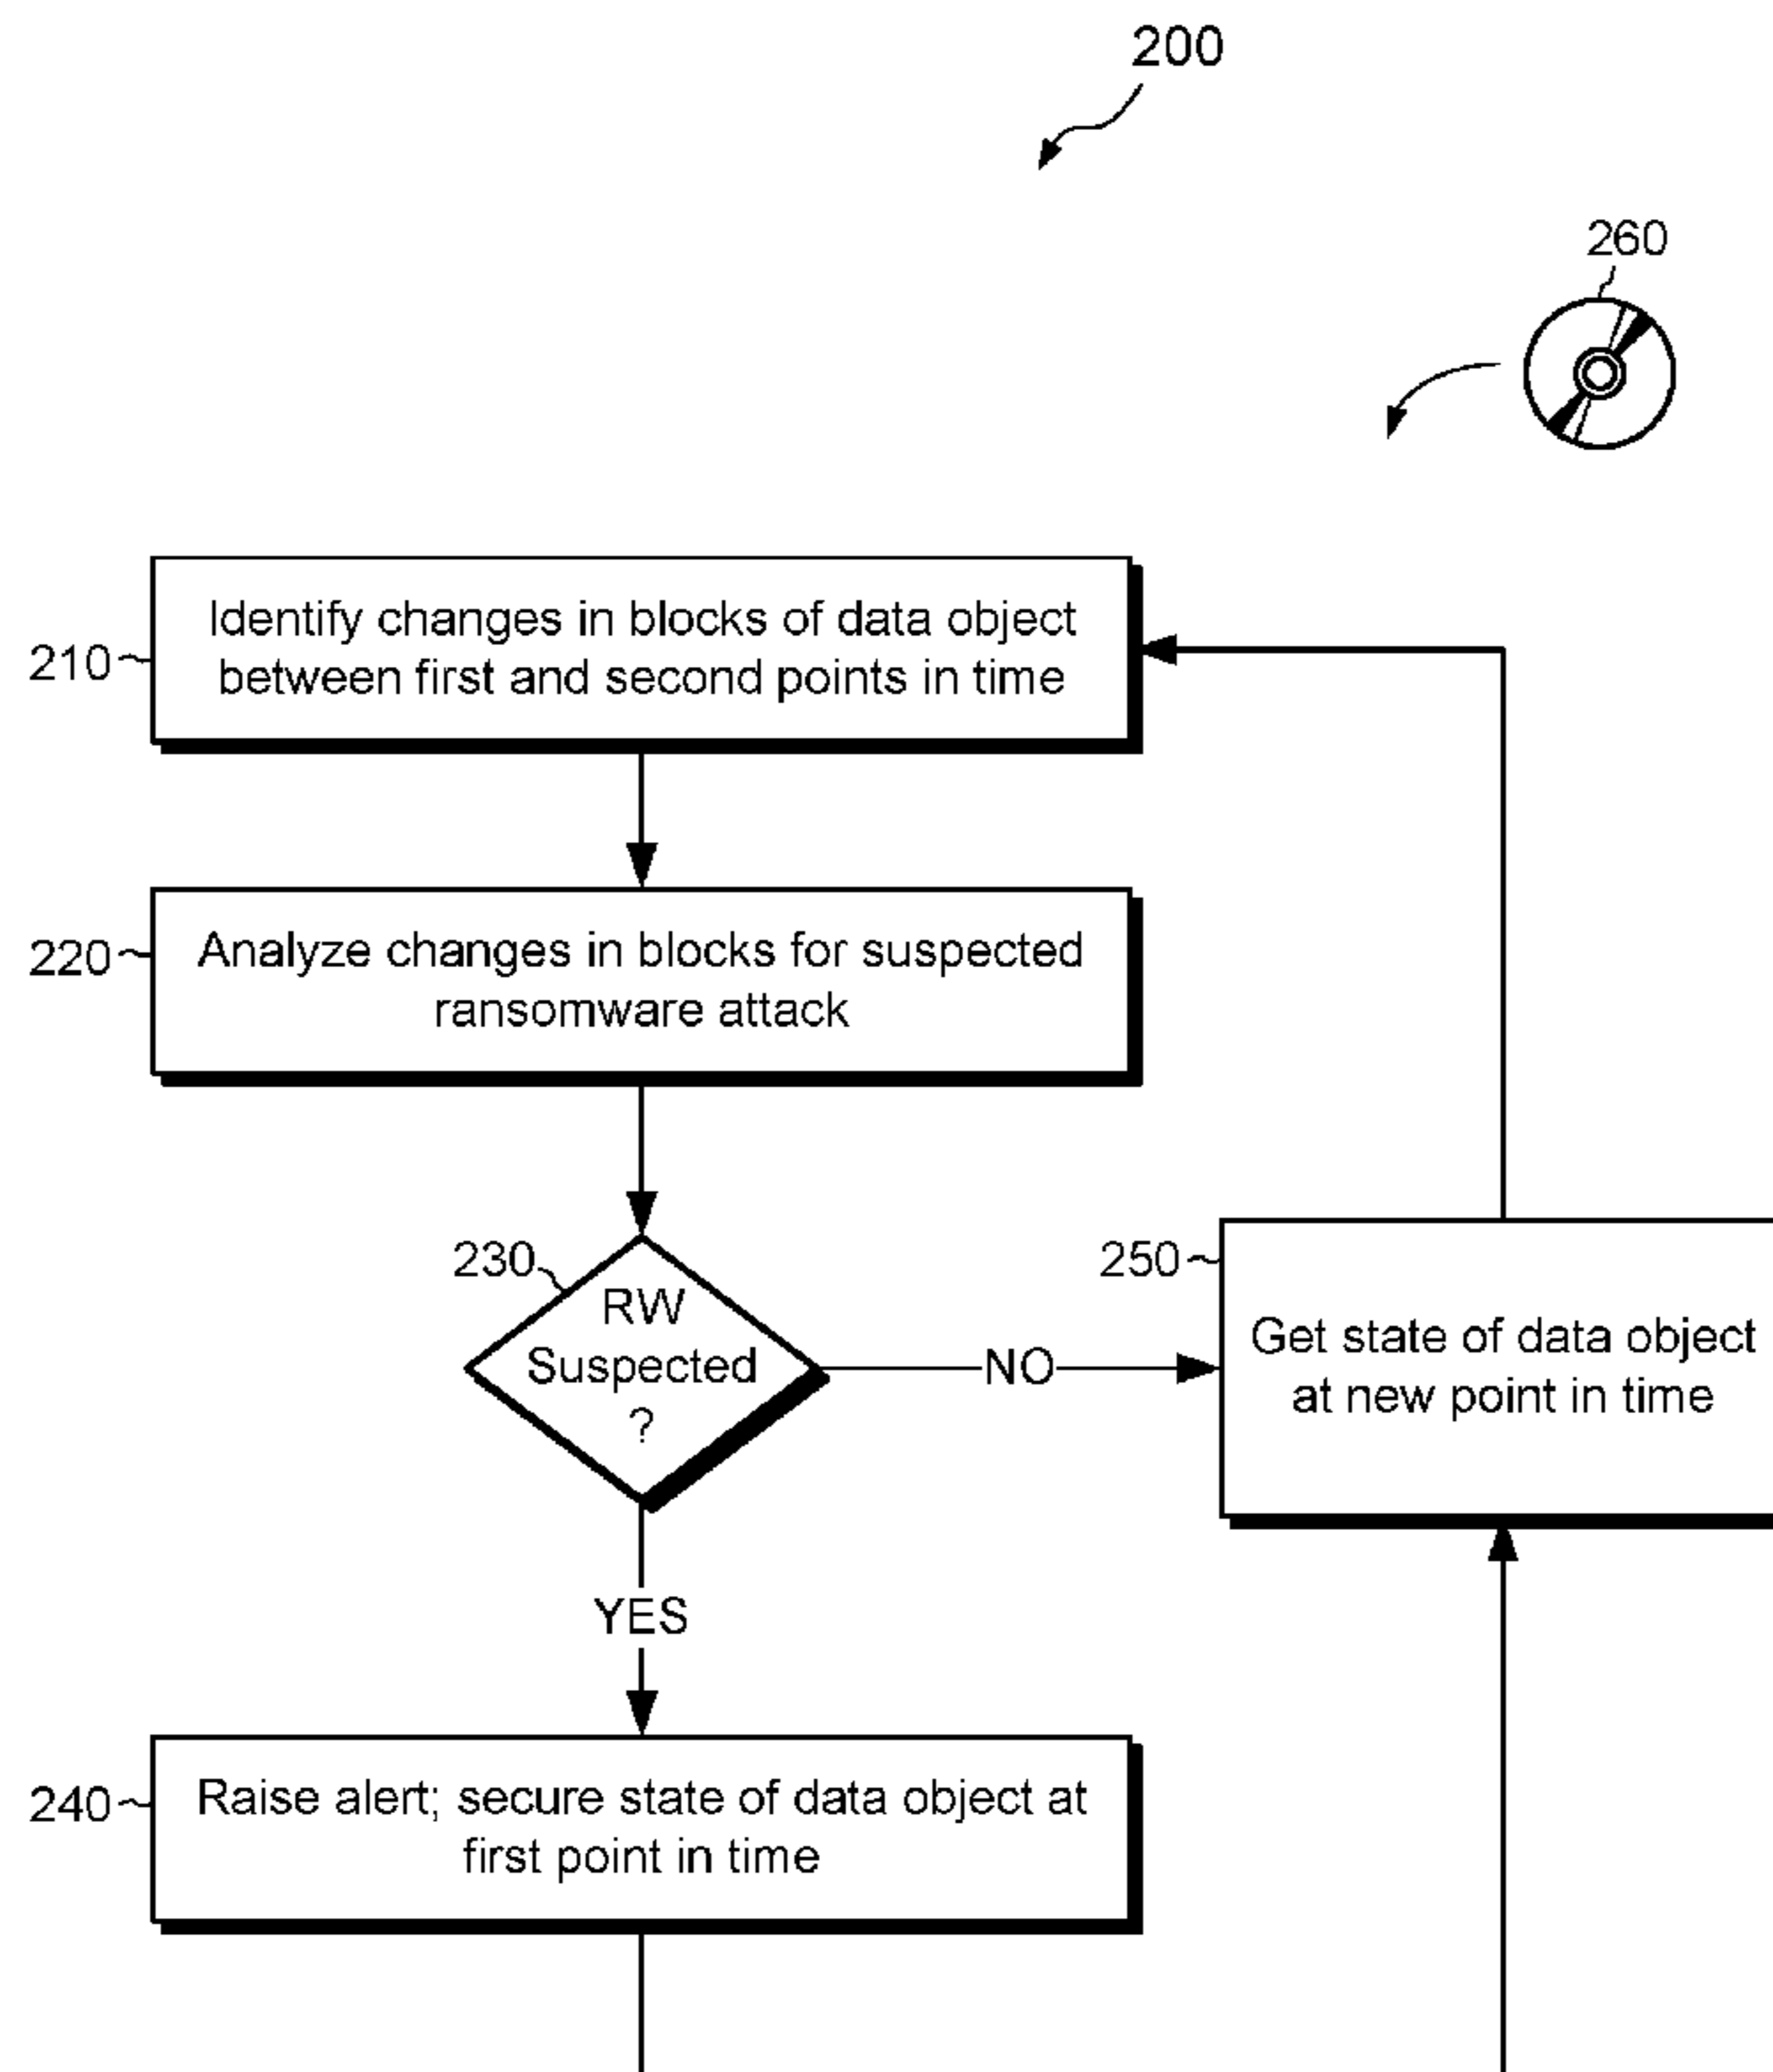 200
260
210
Identify changes in blocks of data object
between first and second points in time
220
Analyze changes in blocks for suspected
ransomware attack
230
RW
Suspected
?
NO
250
Get state of data object
at new point in time
YES
240
Raise alert; secure state of data object at
first point in time